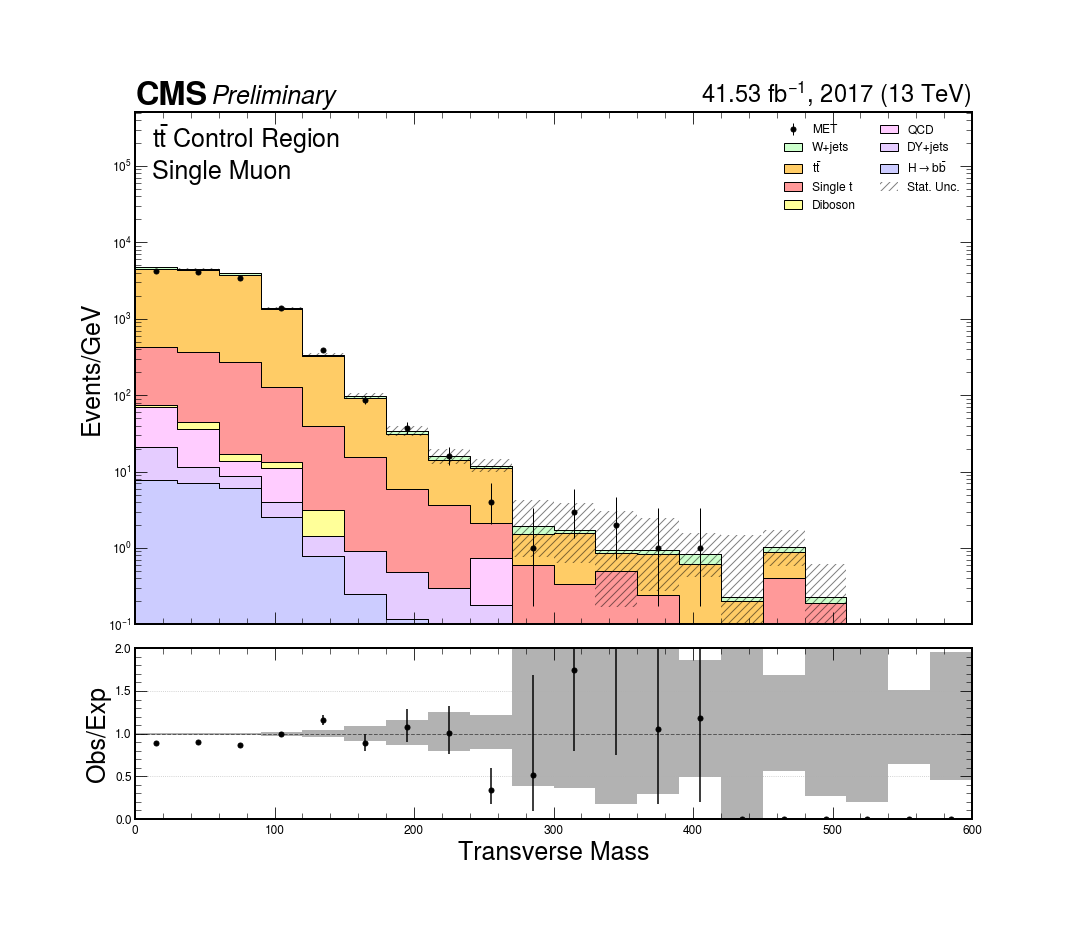 CMS Preliminary
41.53 fb⁻¹, 2017 (13 TeV)
tt̄ Control Region
Single Muon
MET
W+jets
tt̄
Single t
Diboson
QCD
DY+jets
H→bb̄
Stat. Unc.
Events/GeV
10⁵
10⁴
10³
10²
10¹
10⁰
10⁻¹
Obs/Exp
2.0
1.5
1.0
0.5
0.0
0 100 200 300 400 500 600
Transverse Mass